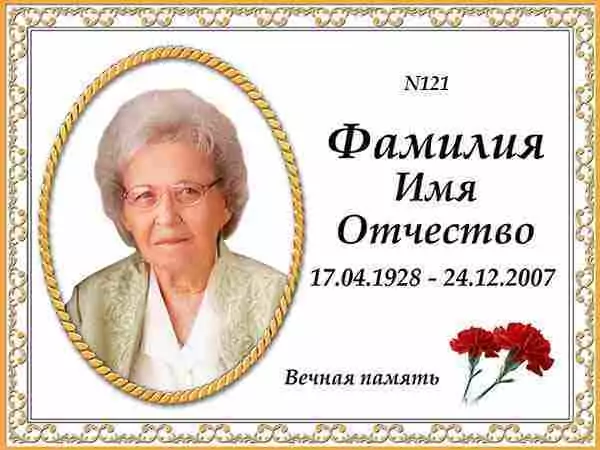 N121
Фамилия
Имя
Отчество
17.04.1928 - 24.12.2007
Вечная память